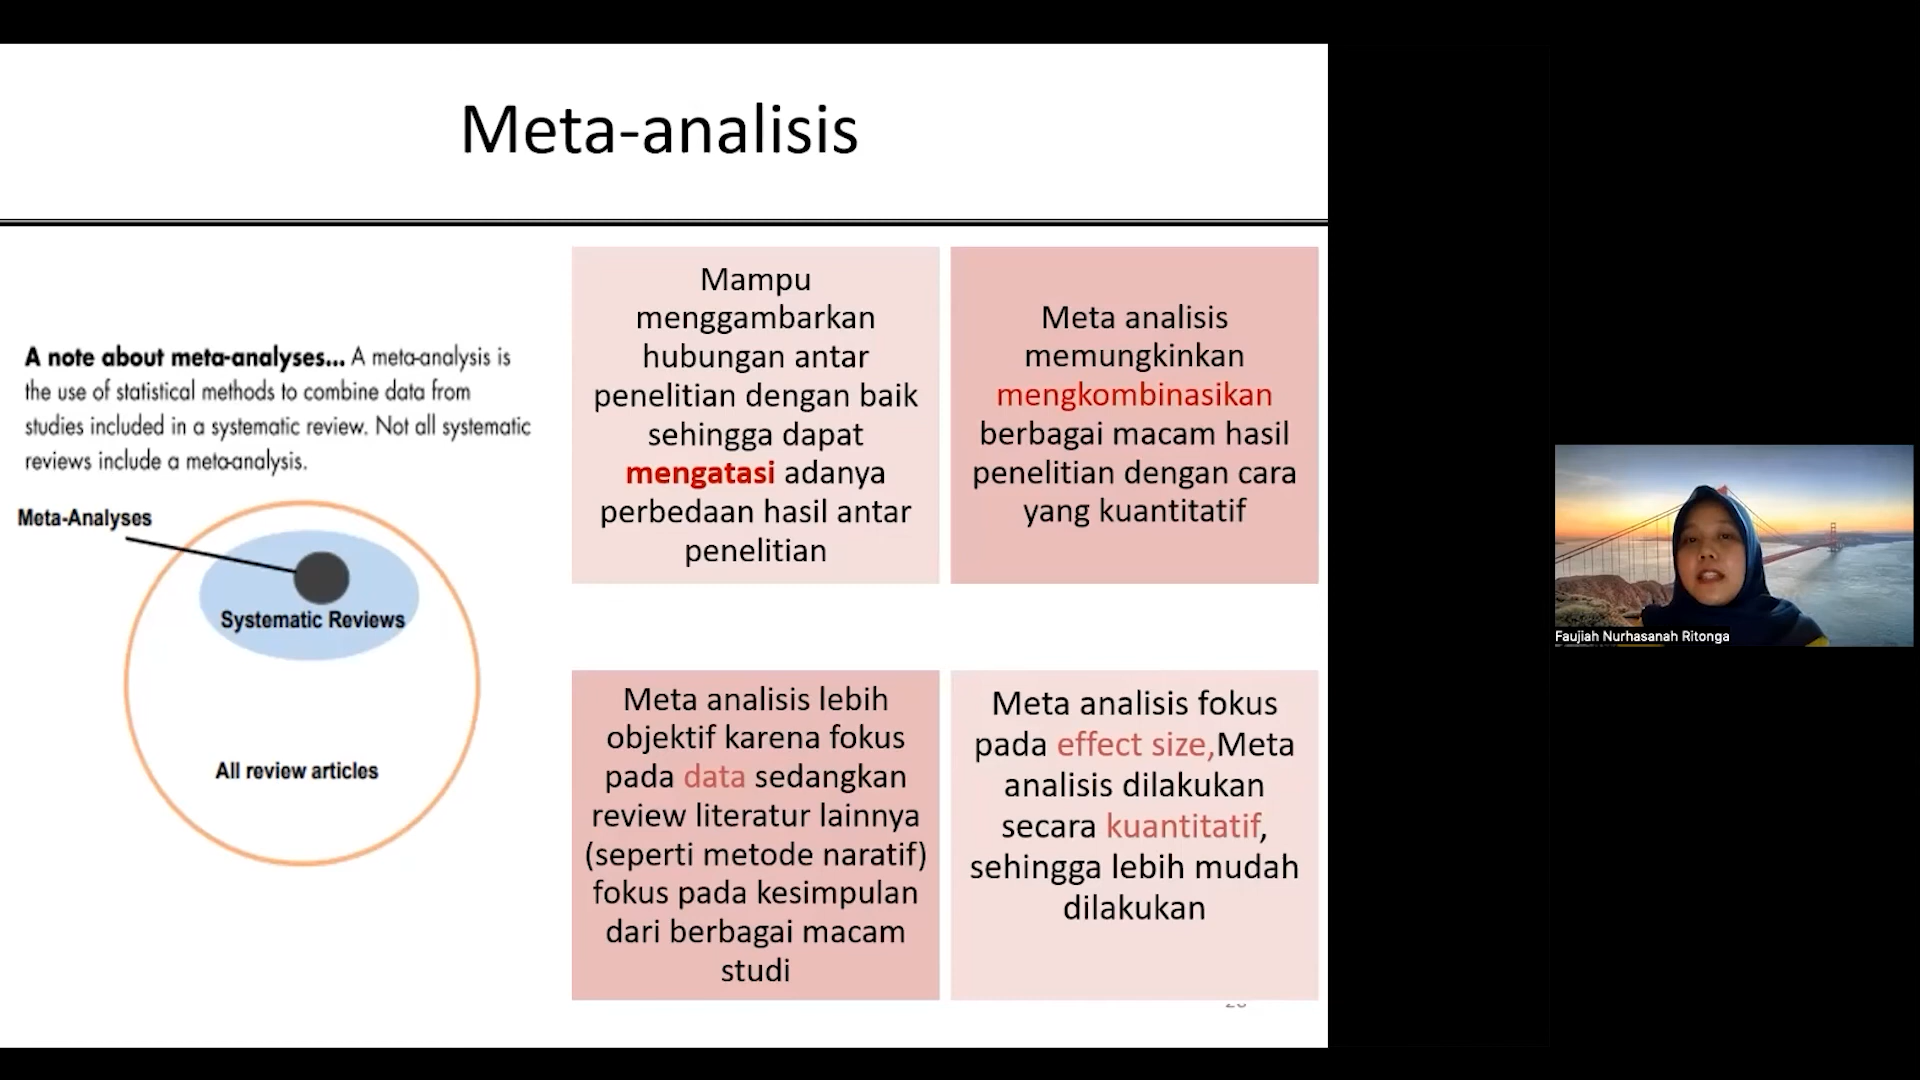 Meta-analisis
A note about meta-analyses... A meta-analysis is
the use of statistical methods to combine data from
studies included in a systematic review. Not all systematic
reviews include a meta-analysis.
Meta-Analyses
Systematic Reviews
All review articles
Mampu
menggambarkan
hubungan antar
penelitian dengan baik
sehingga dapat
mengatasi adanya
perbedaan hasil antar
penelitian
Meta analisis
memungkinkan
mengkombinasikan
berbagai macam hasil
penelitian dengan cara
yang kuantitatif
Meta analisis lebih
objektif karena fokus
pada data sedangkan
review literatur lainnya
(seperti metode naratif)
fokus pada kesimpulan
dari berbagai macam
studi
Meta analisis fokus
pada effect size,Meta
analisis dilakukan
secara kuantitatif,
sehingga lebih mudah
dilakukan
Faujiah Nurhasanah Ritonga